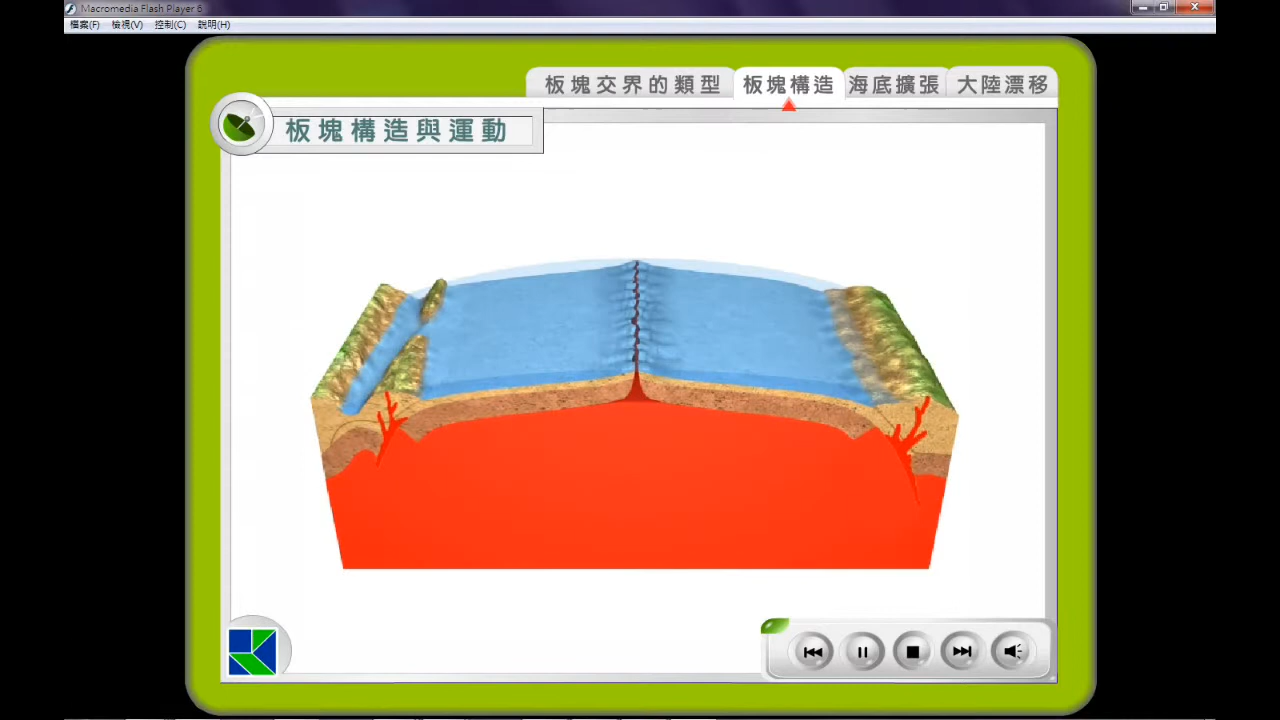 Macromedia Flash Player 6
檔案(F) 檢視(V) 控制(C) 說明(H)
板塊交界的類型 板塊構造 海底擴張 大陸漂移
板塊構造與運動